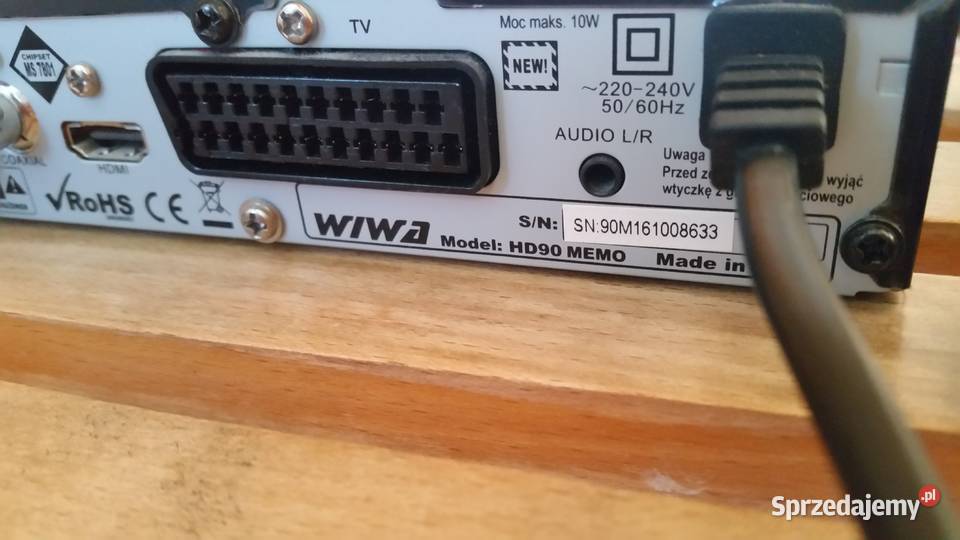 TV
Moc maks. 10W
CHIPSET
MS 7801
NEW!
~220-240V
50/60Hz
AUDIO L/R
COAXIAL
HDMI
Uwaga
Przed wyjąć
wtyczkę z
√RoHS CE
WIWA
S/N: SN:90M161008633
Model: HD90 MEMO Made in
Sprzedajemy.pl